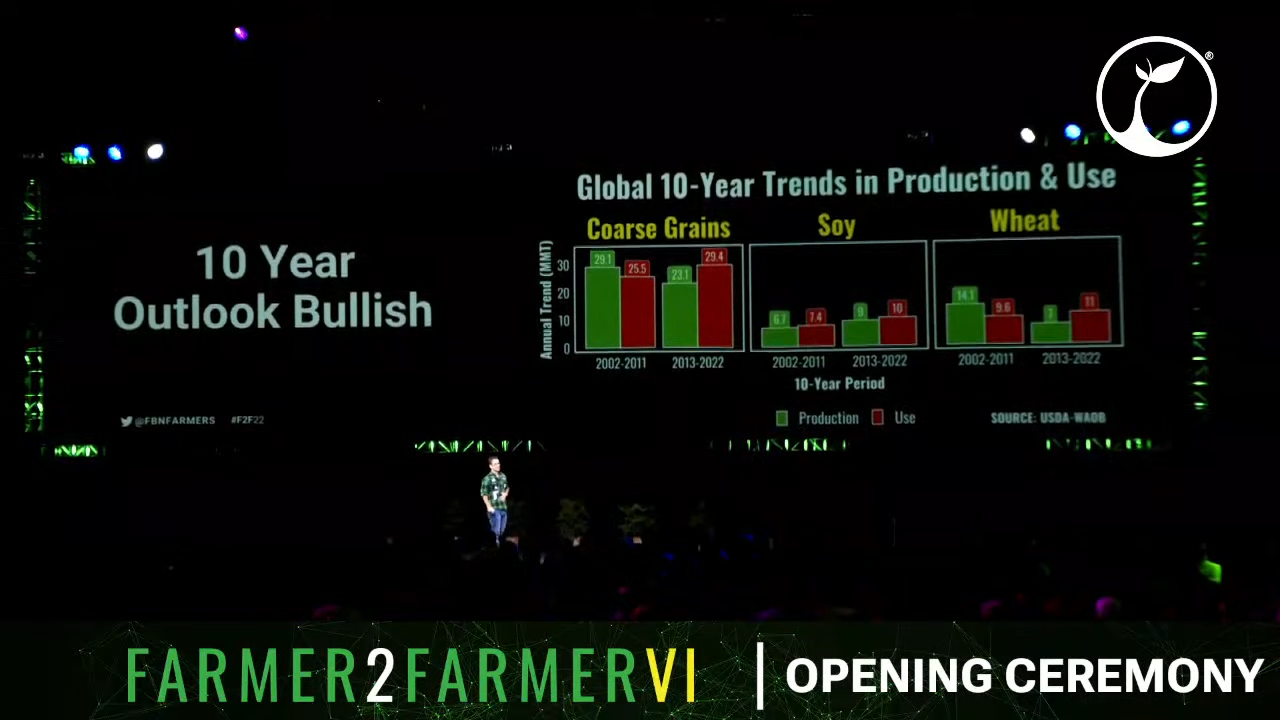 ®
Global 10-Year Trends in Production & Use
10 Year
Outlook Bullish
Coarse Grains
Soy
Wheat
Annual Trend (MMT)
30
20
10
0
29.1
25.5
23.1
29.4
2002-2011
2013-2022
6.7
7.4
9
10
2002-2011
2013-2022
14.1
9.6
7
11
2002-2011
2013-2022
10-Year Period
Production
Use
SOURCE: USDA-WAOB
@FBNFARMERS #F2F22
FARMER2FARMERVI | OPENING CEREMONY